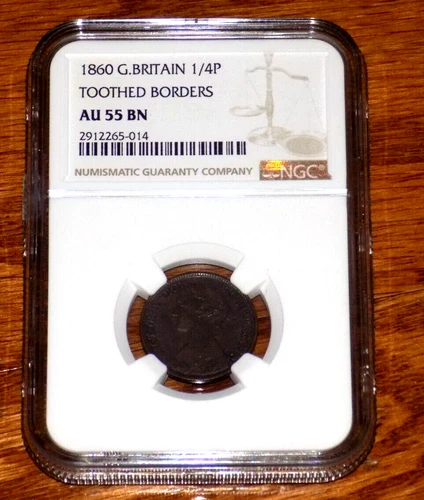 1860 G.BRITAIN 1/4P
TOOTHED BORDERS
AU 55 BN
2912265-014
NUMISMATIC GUARANTY COMPANY
NGC